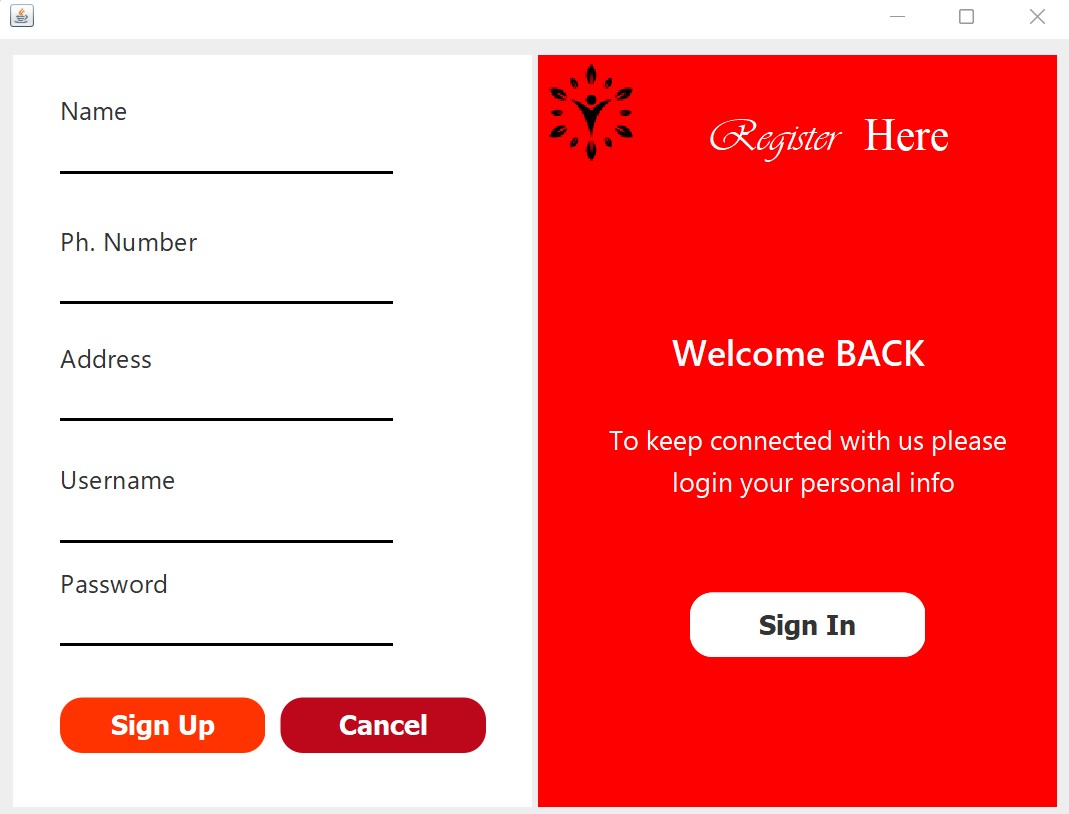 Name
Ph. Number
Address
Username
Password
Sign Up
Cancel
Register Here
Welcome BACK
To keep connected with us please
login your personal info
Sign In